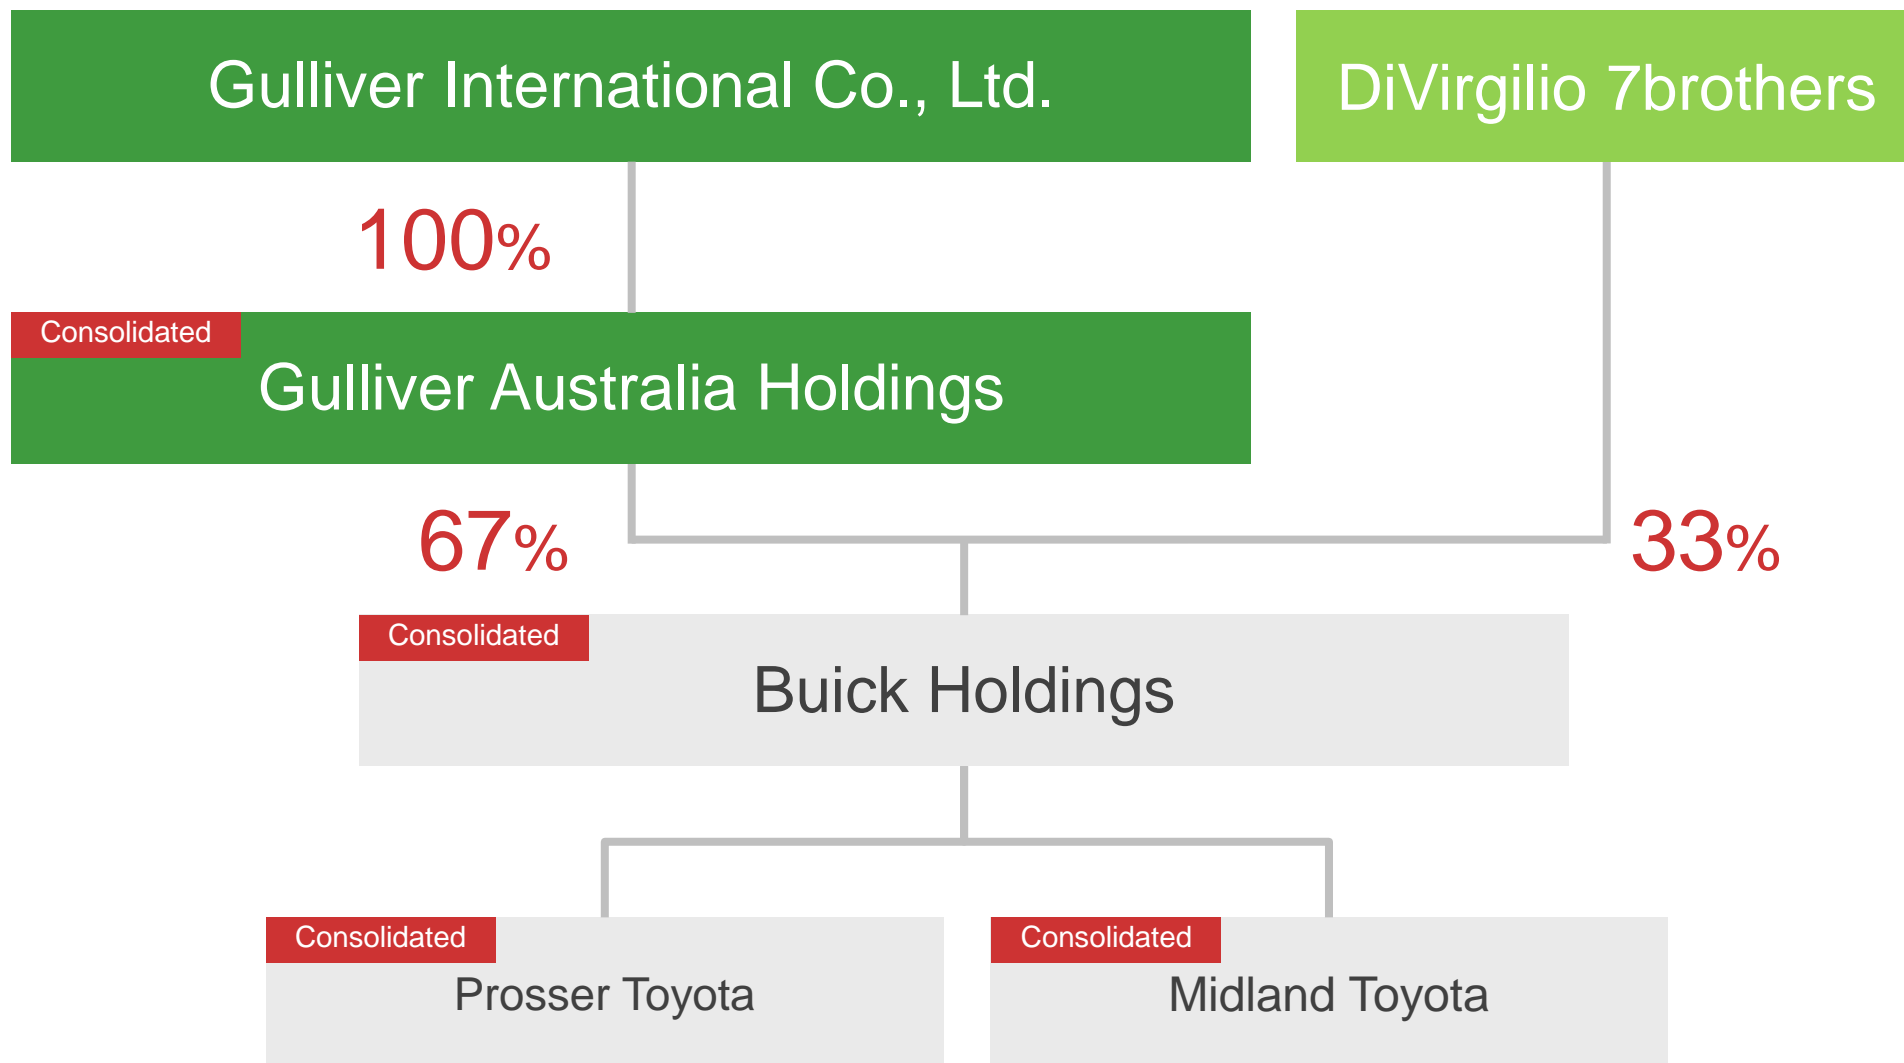 Gulliver International Co., Ltd.
DiVirgilio 7brothers
100%
Consolidated
Gulliver Australia Holdings
67%
33%
Consolidated
Buick Holdings
Consolidated
Prosser Toyota
Consolidated
Midland Toyota